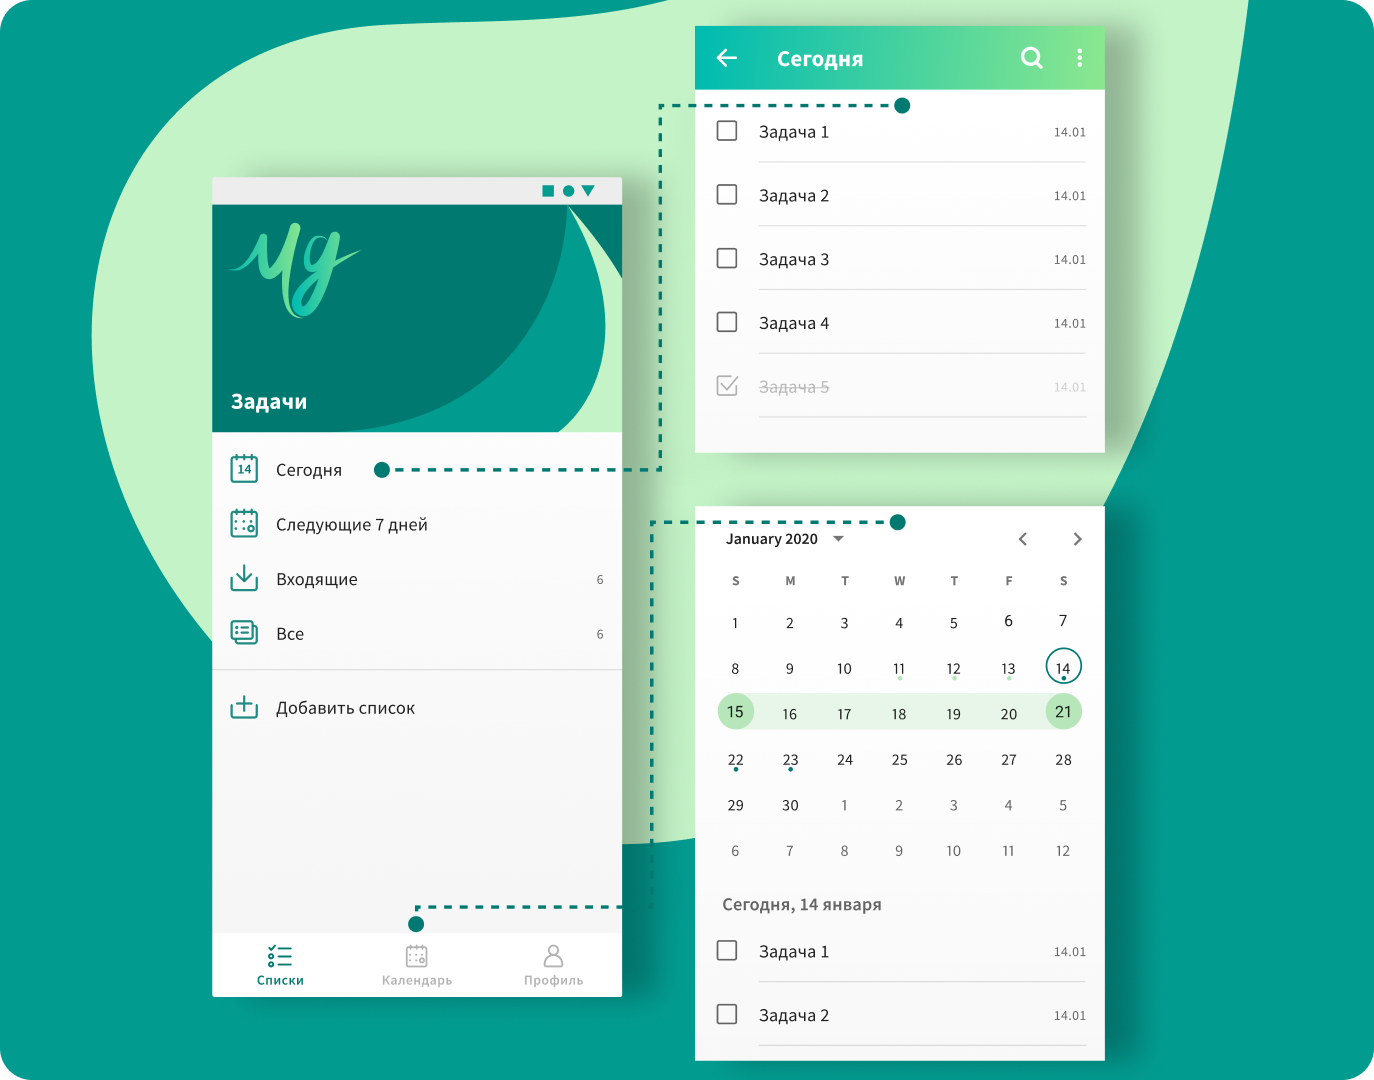 Чд
Задачи
14
Сегодня
Следующие 7 дней
Входящие 6
Все 6
Добавить список
Списки Календарь Профиль
Сегодня
Задача 1 14.01
Задача 2 14.01
Задача 3 14.01
Задача 4 14.01
Задача 5 14.01
January 2020
S M T W T F S
1 2 3 4 5 6 7
8 9 10 11 12 13 14
15 16 17 18 19 20 21
22 23 24 25 26 27 28
29 30 1 2 3 4 5
6 7 8 9 10 11 12
Сегодня, 14 января
Задача 1 14.01
Задача 2 14.01